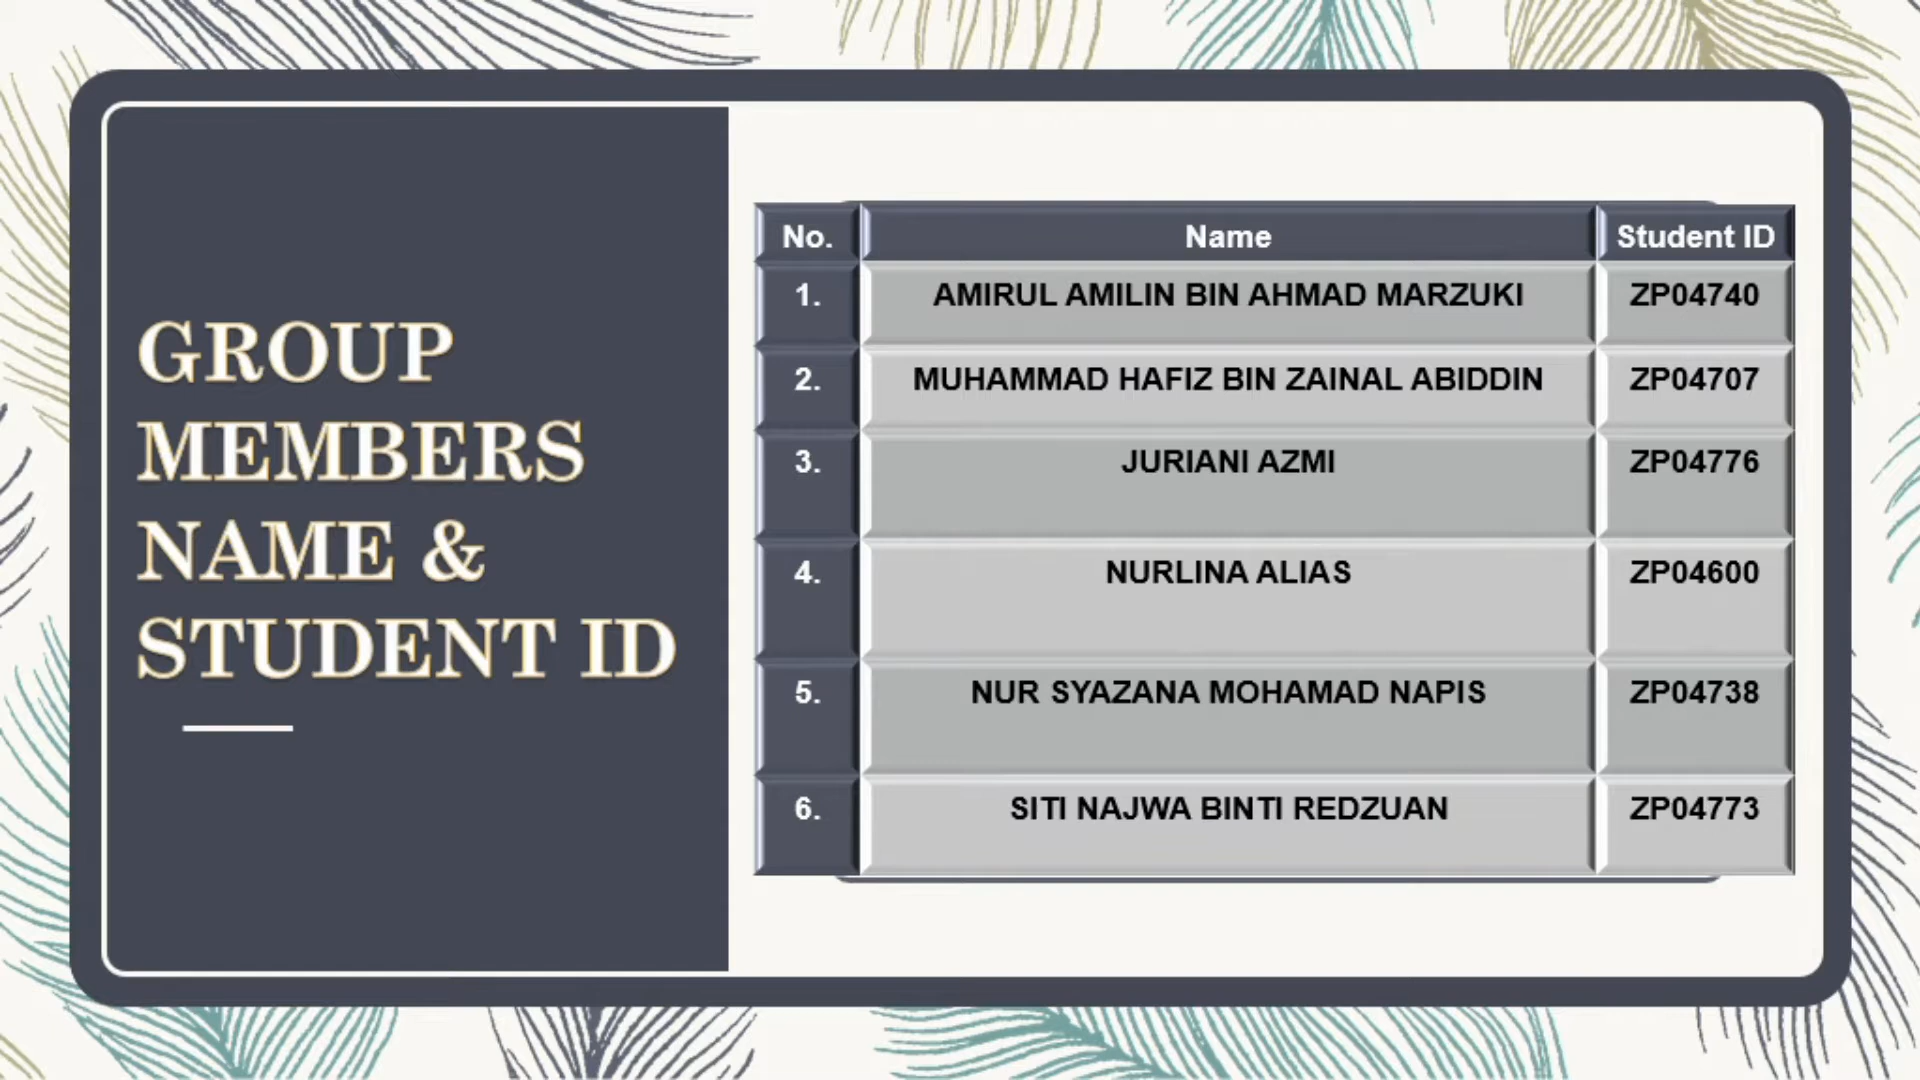 GROUP
MEMBERS
NAME &
STUDENT ID
No. Name Student ID
1. AMIRUL AMILIN BIN AHMAD MARZUKI ZP04740
2. MUHAMMAD HAFIZ BIN ZAINAL ABIDDIN ZP04707
3. JURIANI AZMI ZP04776
4. NURLINA ALIAS ZP04600
5. NUR SYAZANA MOHAMAD NAPIS ZP04738
6. SITI NAJWA BINTI REDZUAN ZP04773